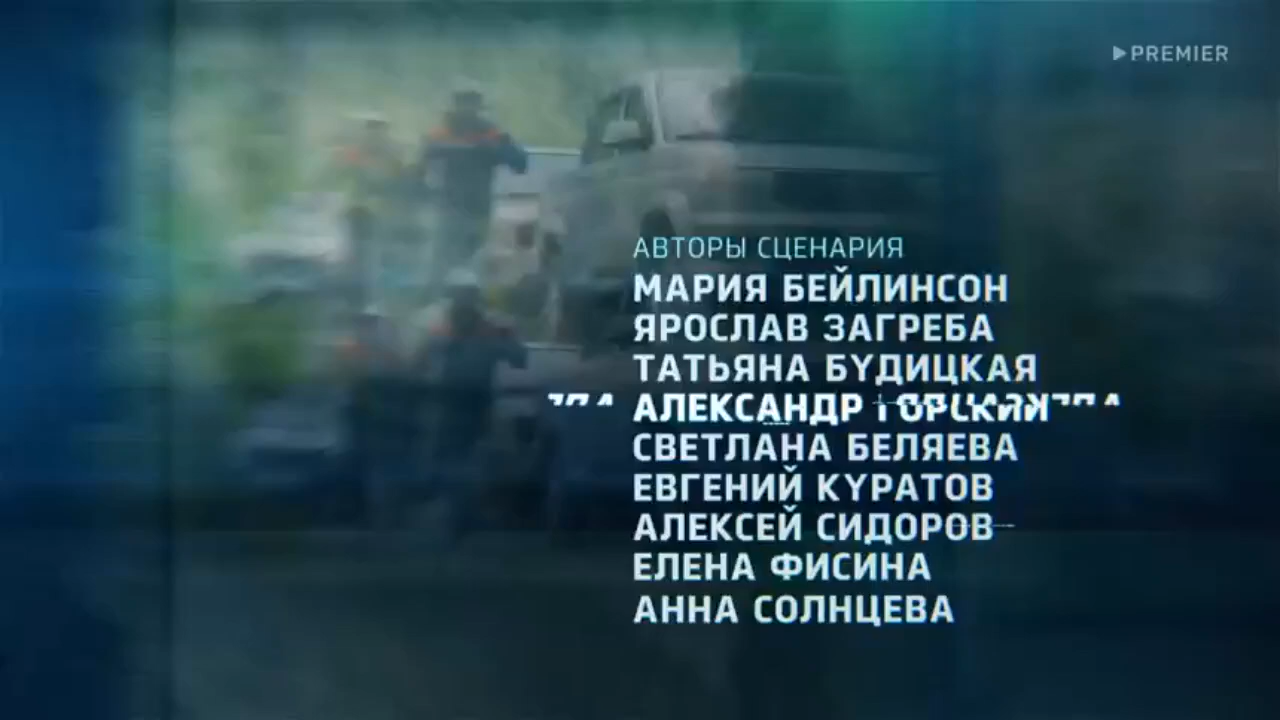 PREMIER
АВТОРЫ СЦЕНАРИЯ
МАРИЯ БЕЙЛИНСОН
ЯРОСЛАВ ЗАГРЕБА
ТАТЬЯНА БУДИЦКАЯ
АЛЕКСАНДР
СВЕТЛАНА БЕЛЯЕВА
ЕВГЕНИЙ КУРАТОВ
АЛЕКСЕЙ СИДОРОВ
ЕЛЕНА ФИСИНА
АННА СОЛНЦЕВА